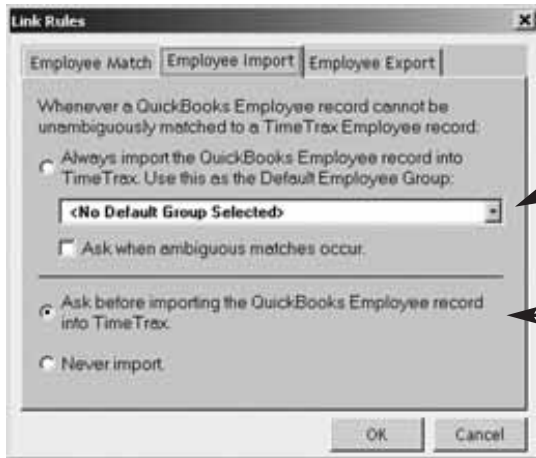 Link Rules
Employee Match Employee Import Employee Export
Whenever a QuickBooks Employee record cannot be
unambiguously matched to a TimeTrax Employee record:
Always import the QuickBooks Employee record into
TimeTrax. Use this as the Default Employee Group:
<No Default Group Selected>
Ask when ambiguous matches occur.
Ask before importing the QuickBooks Employee record
into TimeTrax.
Never import.
OK Cancel